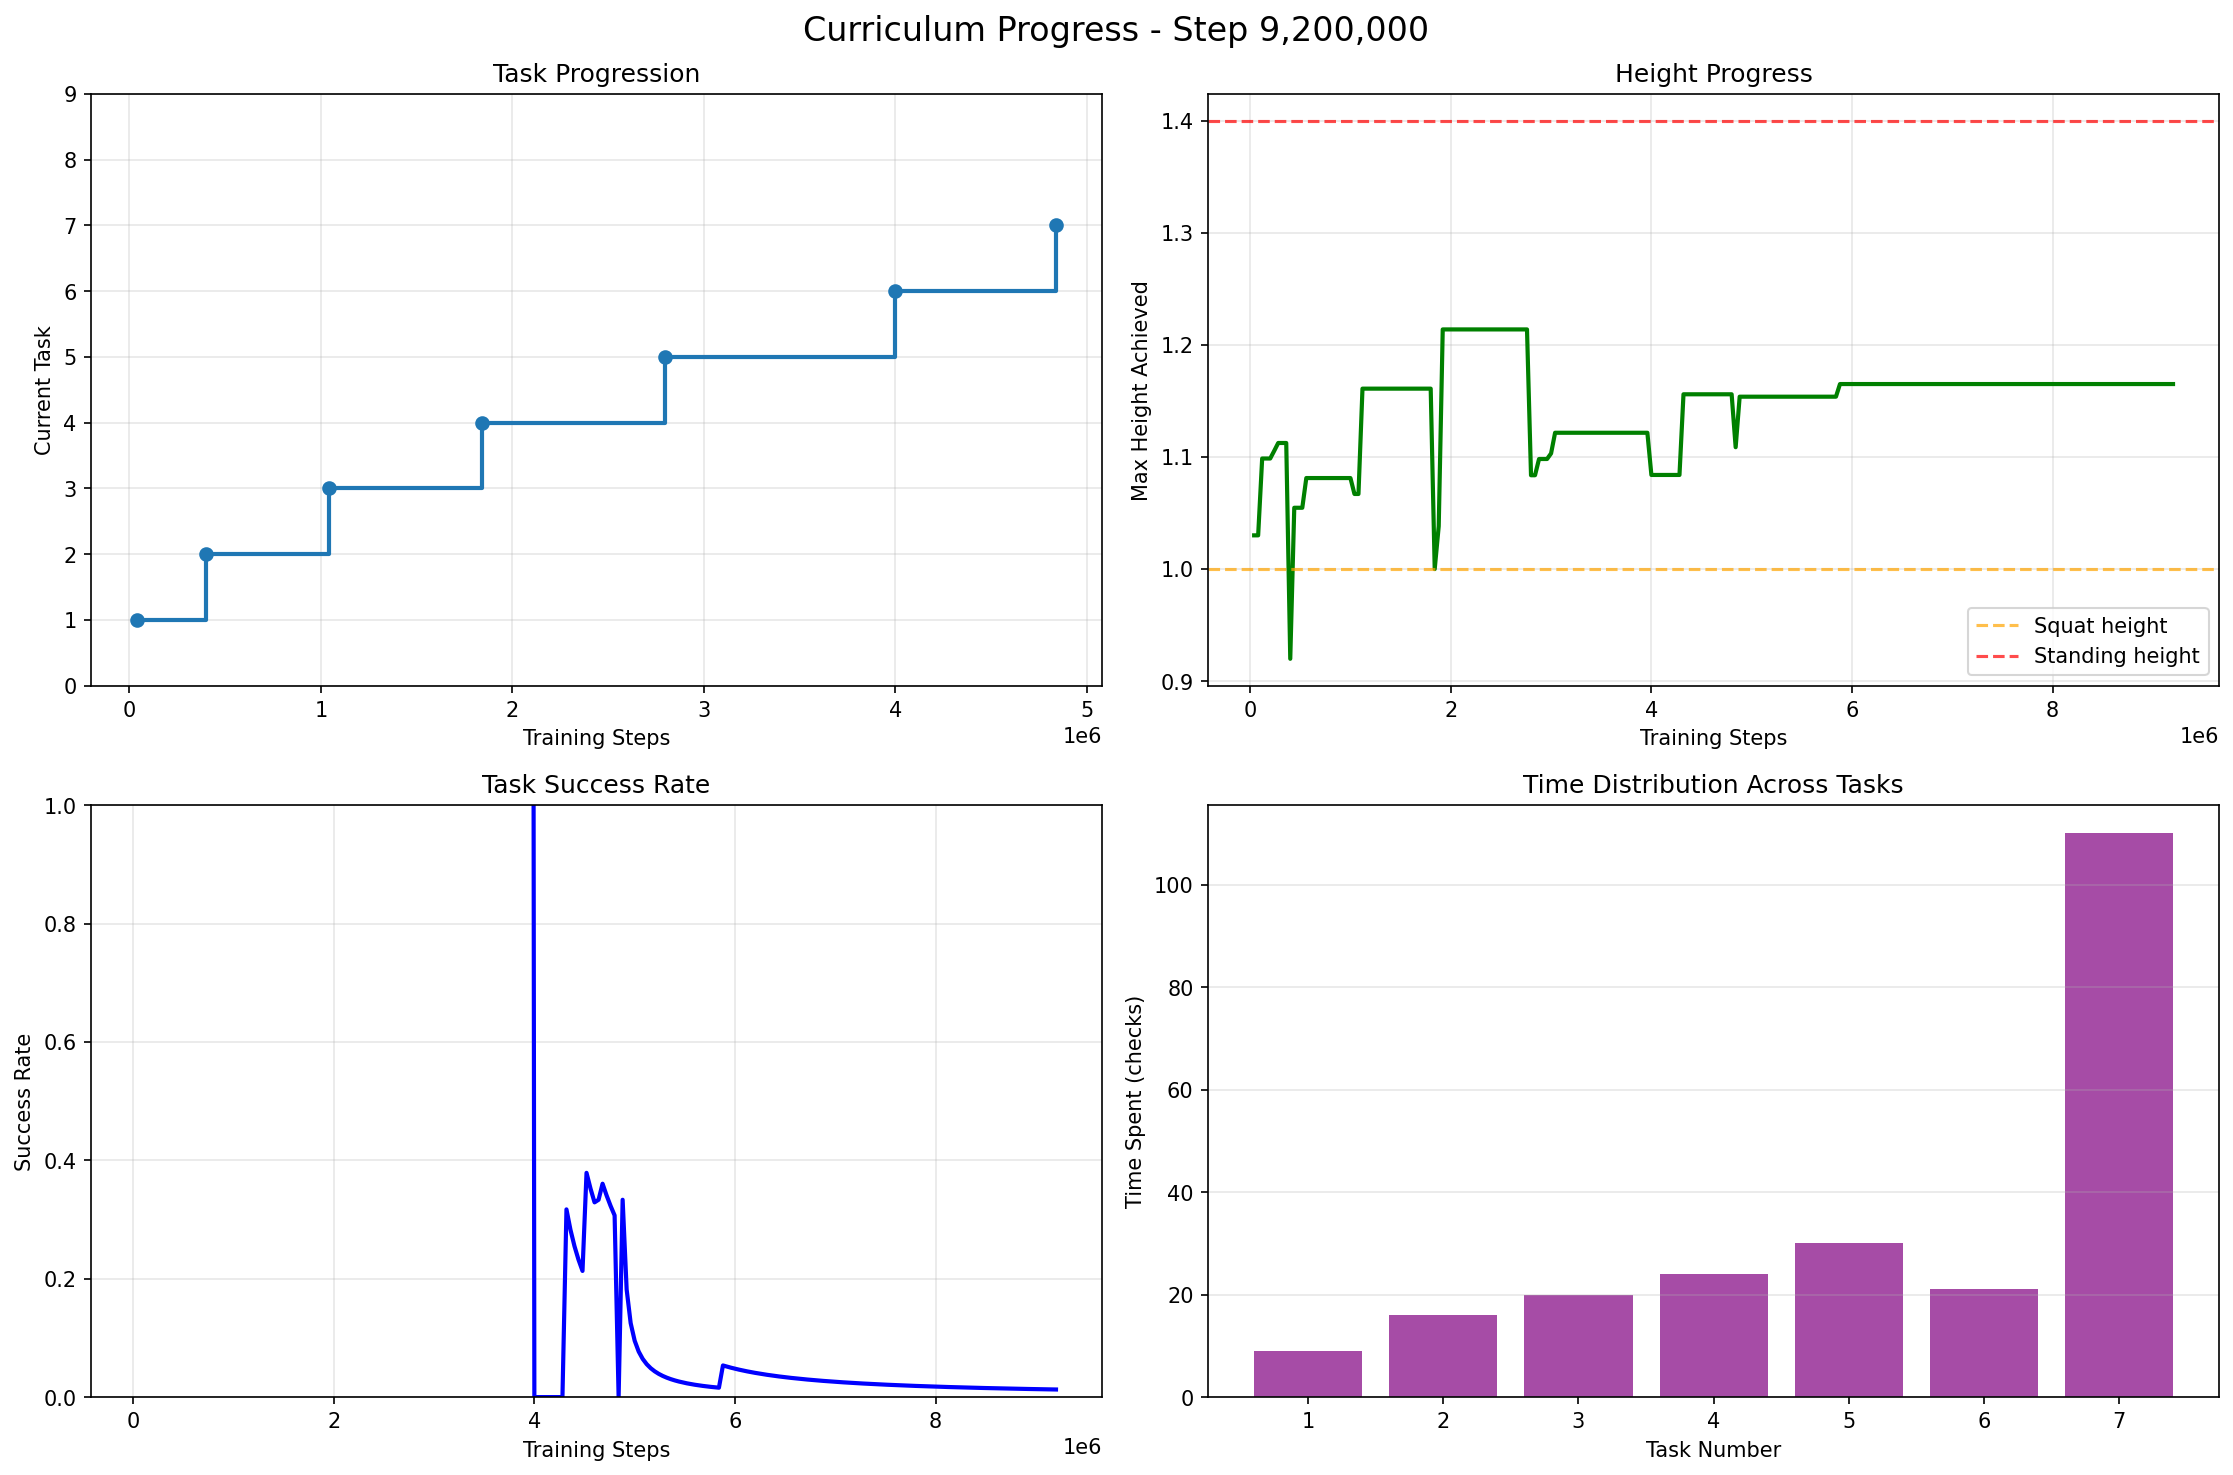 Curriculum Progress - Step 9,200,000
Task Progression
9
8
7
6
5
4
3
2
1
0
Current Task
0 1 2 3 4 5
1e6
Training Steps
Height Progress
1.4
1.3
1.2
1.1
1.0
0.9
Max Height Achieved
Squat height
Standing height
0 2 4 6 8
1e6
Training Steps
Task Success Rate
1.0
0.8
0.6
0.4
0.2
0.0
Success Rate
0 2 4 6 8
1e6
Training Steps
Time Distribution Across Tasks
100
80
60
40
20
0
Time Spent (checks)
1 2 3 4 5 6 7
Task Number